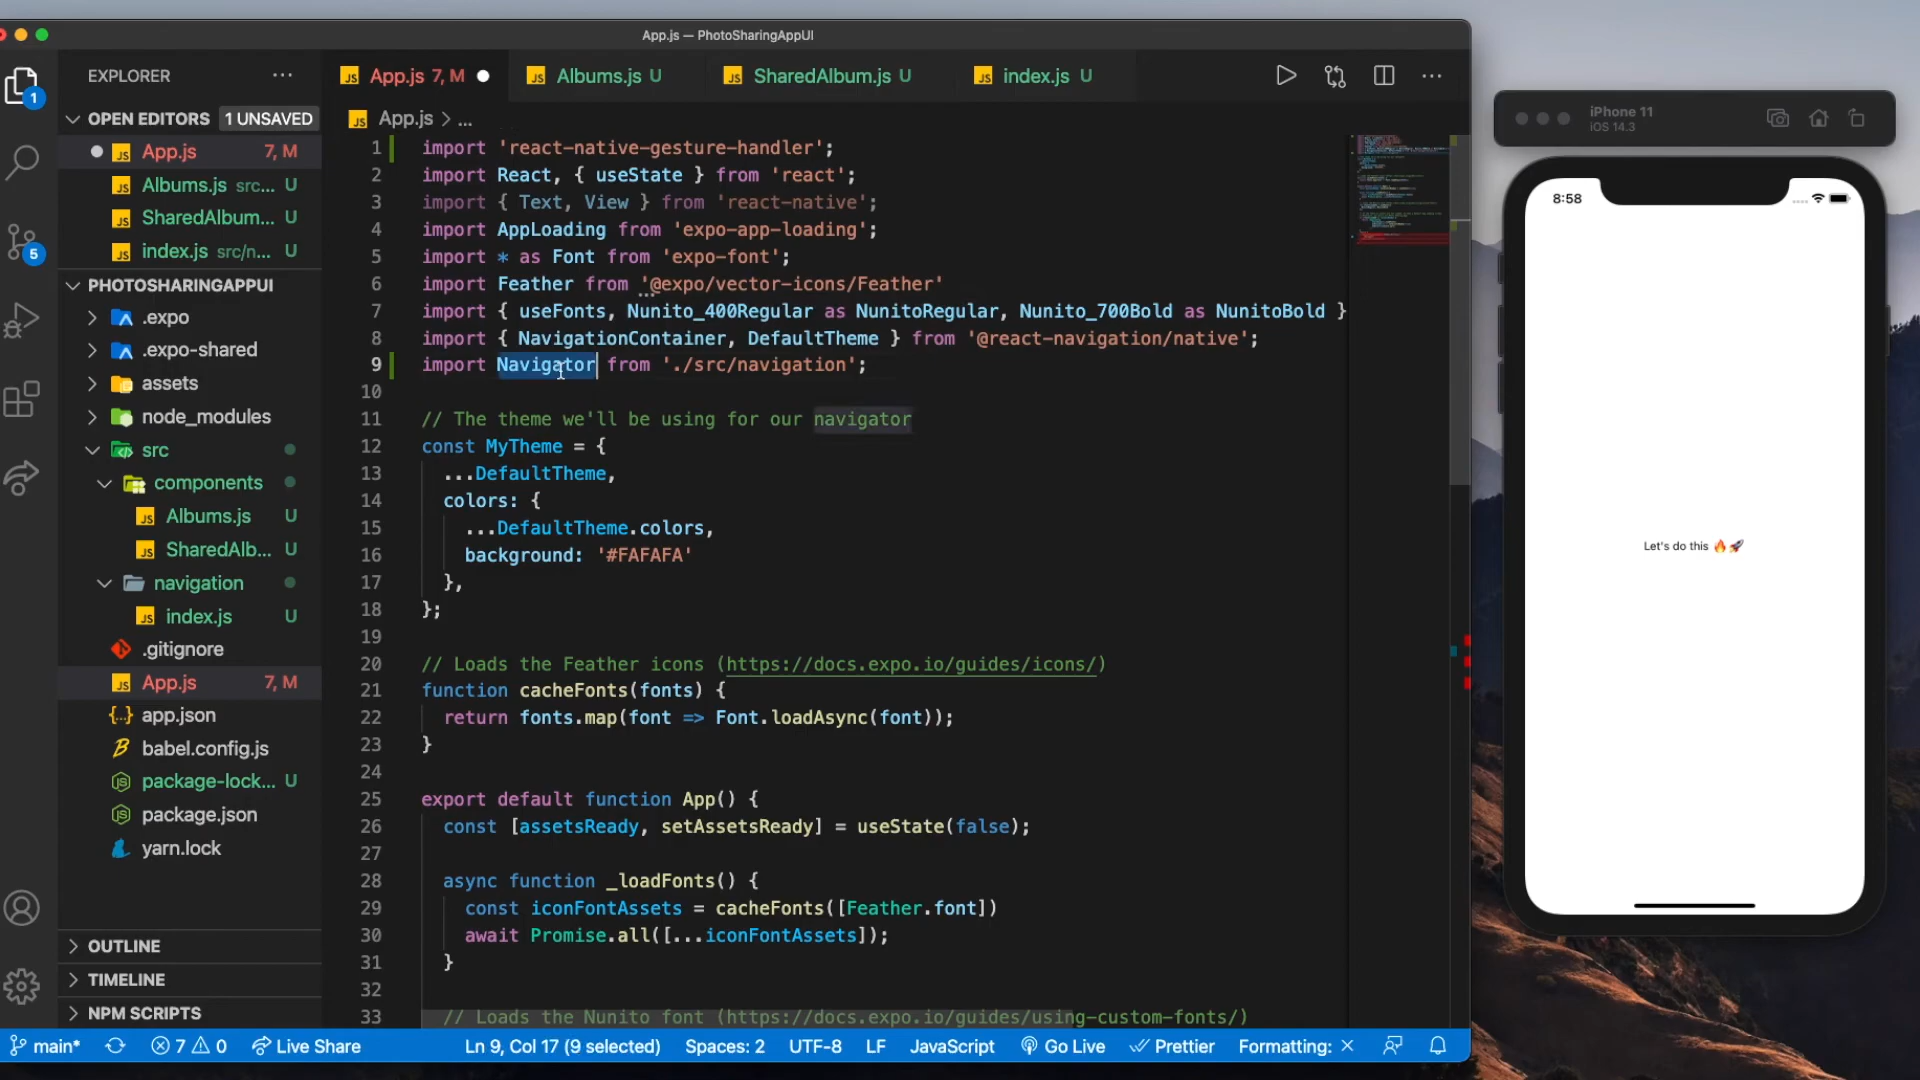 App.js — PhotoSharingAppUI
EXPLORER
OPEN EDITORS 1 UNSAVED
App.js 7, M
Albums.js src... U
SharedAlbum... U
index.js src/n... U
PHOTOSHARINGAPPUI
.expo
.expo-shared
assets
node_modules
src
components
Albums.js U
SharedAlb... U
navigation
index.js U
.gitignore
App.js 7, M
app.json
babel.config.js
package-lock... U
package.json
yarn.lock
OUTLINE
TIMELINE
NPM SCRIPTS
1
5
App.js 7, M
Albums.js U
SharedAlbum.js U
index.js U
App.js > ...
1 import 'react-native-gesture-handler';
2 import React, { useState } from 'react';
3 import { Text, View } from 'react-native';
4 import AppLoading from 'expo-app-loading';
5 import * as Font from 'expo-font';
6 import Feather from '@expo/vector-icons/Feather'
7 import { useFonts, Nunito_400Regular as NunitoRegular, Nunito_700Bold as NunitoBold }
8 import { NavigationContainer, DefaultTheme } from '@react-navigation/native';
9 import Navigator from './src/navigation';
10
11 // The theme we'll be using for our navigator
12 const MyTheme = {
13 ...DefaultTheme,
14 colors: {
15 ...DefaultTheme.colors,
16 background: '#FAFAFA'
17 },
18 };
19
20 // Loads the Feather icons (https://docs.expo.io/guides/icons/)
21 function cacheFonts(fonts) {
22 return fonts.map(font => Font.loadAsync(font));
23 }
24
25 export default function App() {
26 const [assetsReady, setAssetsReady] = useState(false);
27
28 async function _loadFonts() {
29 const iconFontAssets = cacheFonts([Feather.font])
30 await Promise.all([...iconFontAssets]);
31 }
32
33 // Loads the Nunito font (https://docs.expo.io/guides/using-custom-fonts/)
main* 7 0 Live Share Ln 9, Col 17 (9 selected) Spaces: 2 UTF-8 LF JavaScript Go Live Prettier Formatting: ×
iPhone 11
iOS 14.3
8:58
Let's do this 🔥🚀